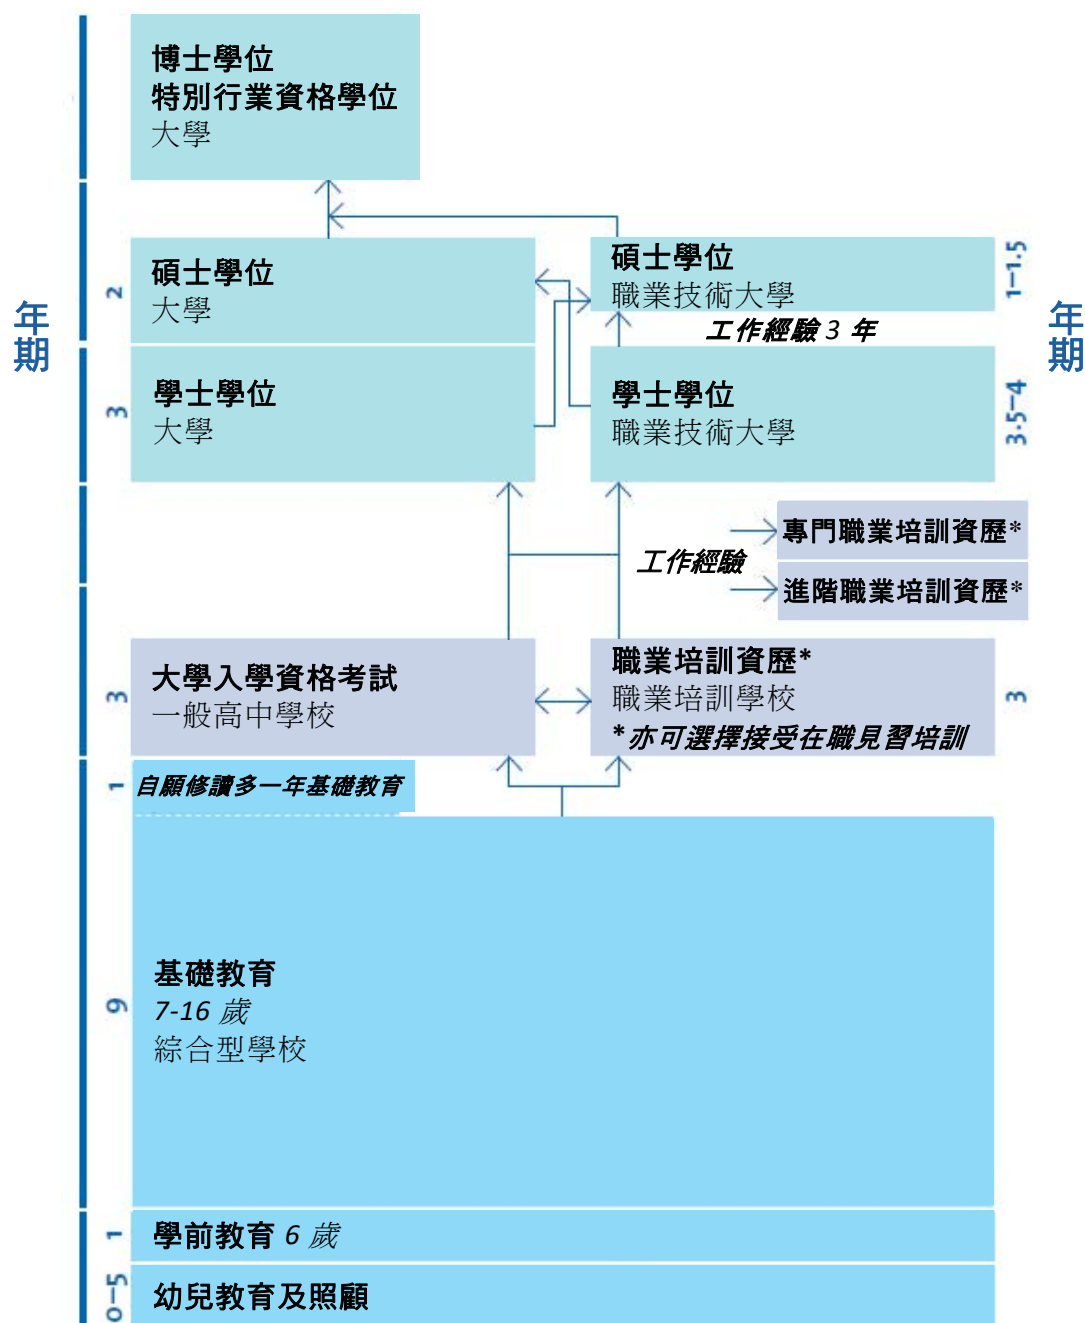 博士學位
特別行業資格學位
大學
碩士學位
大學
2
碩士學位
職業技術大學
1–1.5
年期
年期
工作經驗 3 年
學士學位
大學
3
學士學位
職業技術大學
3.5–4
專門職業培訓資歷*
工作經驗
進階職業培訓資歷*
大學入學資格考試
一般高中學校
3
職業培訓資歷*
職業培訓學校
*亦可選擇接受在職見習培訓
3
1
自願修讀多一年基礎教育
基礎教育
7-16 歲
綜合型學校
9
1
學前教育 6 歲
0–5
幼兒教育及照顧